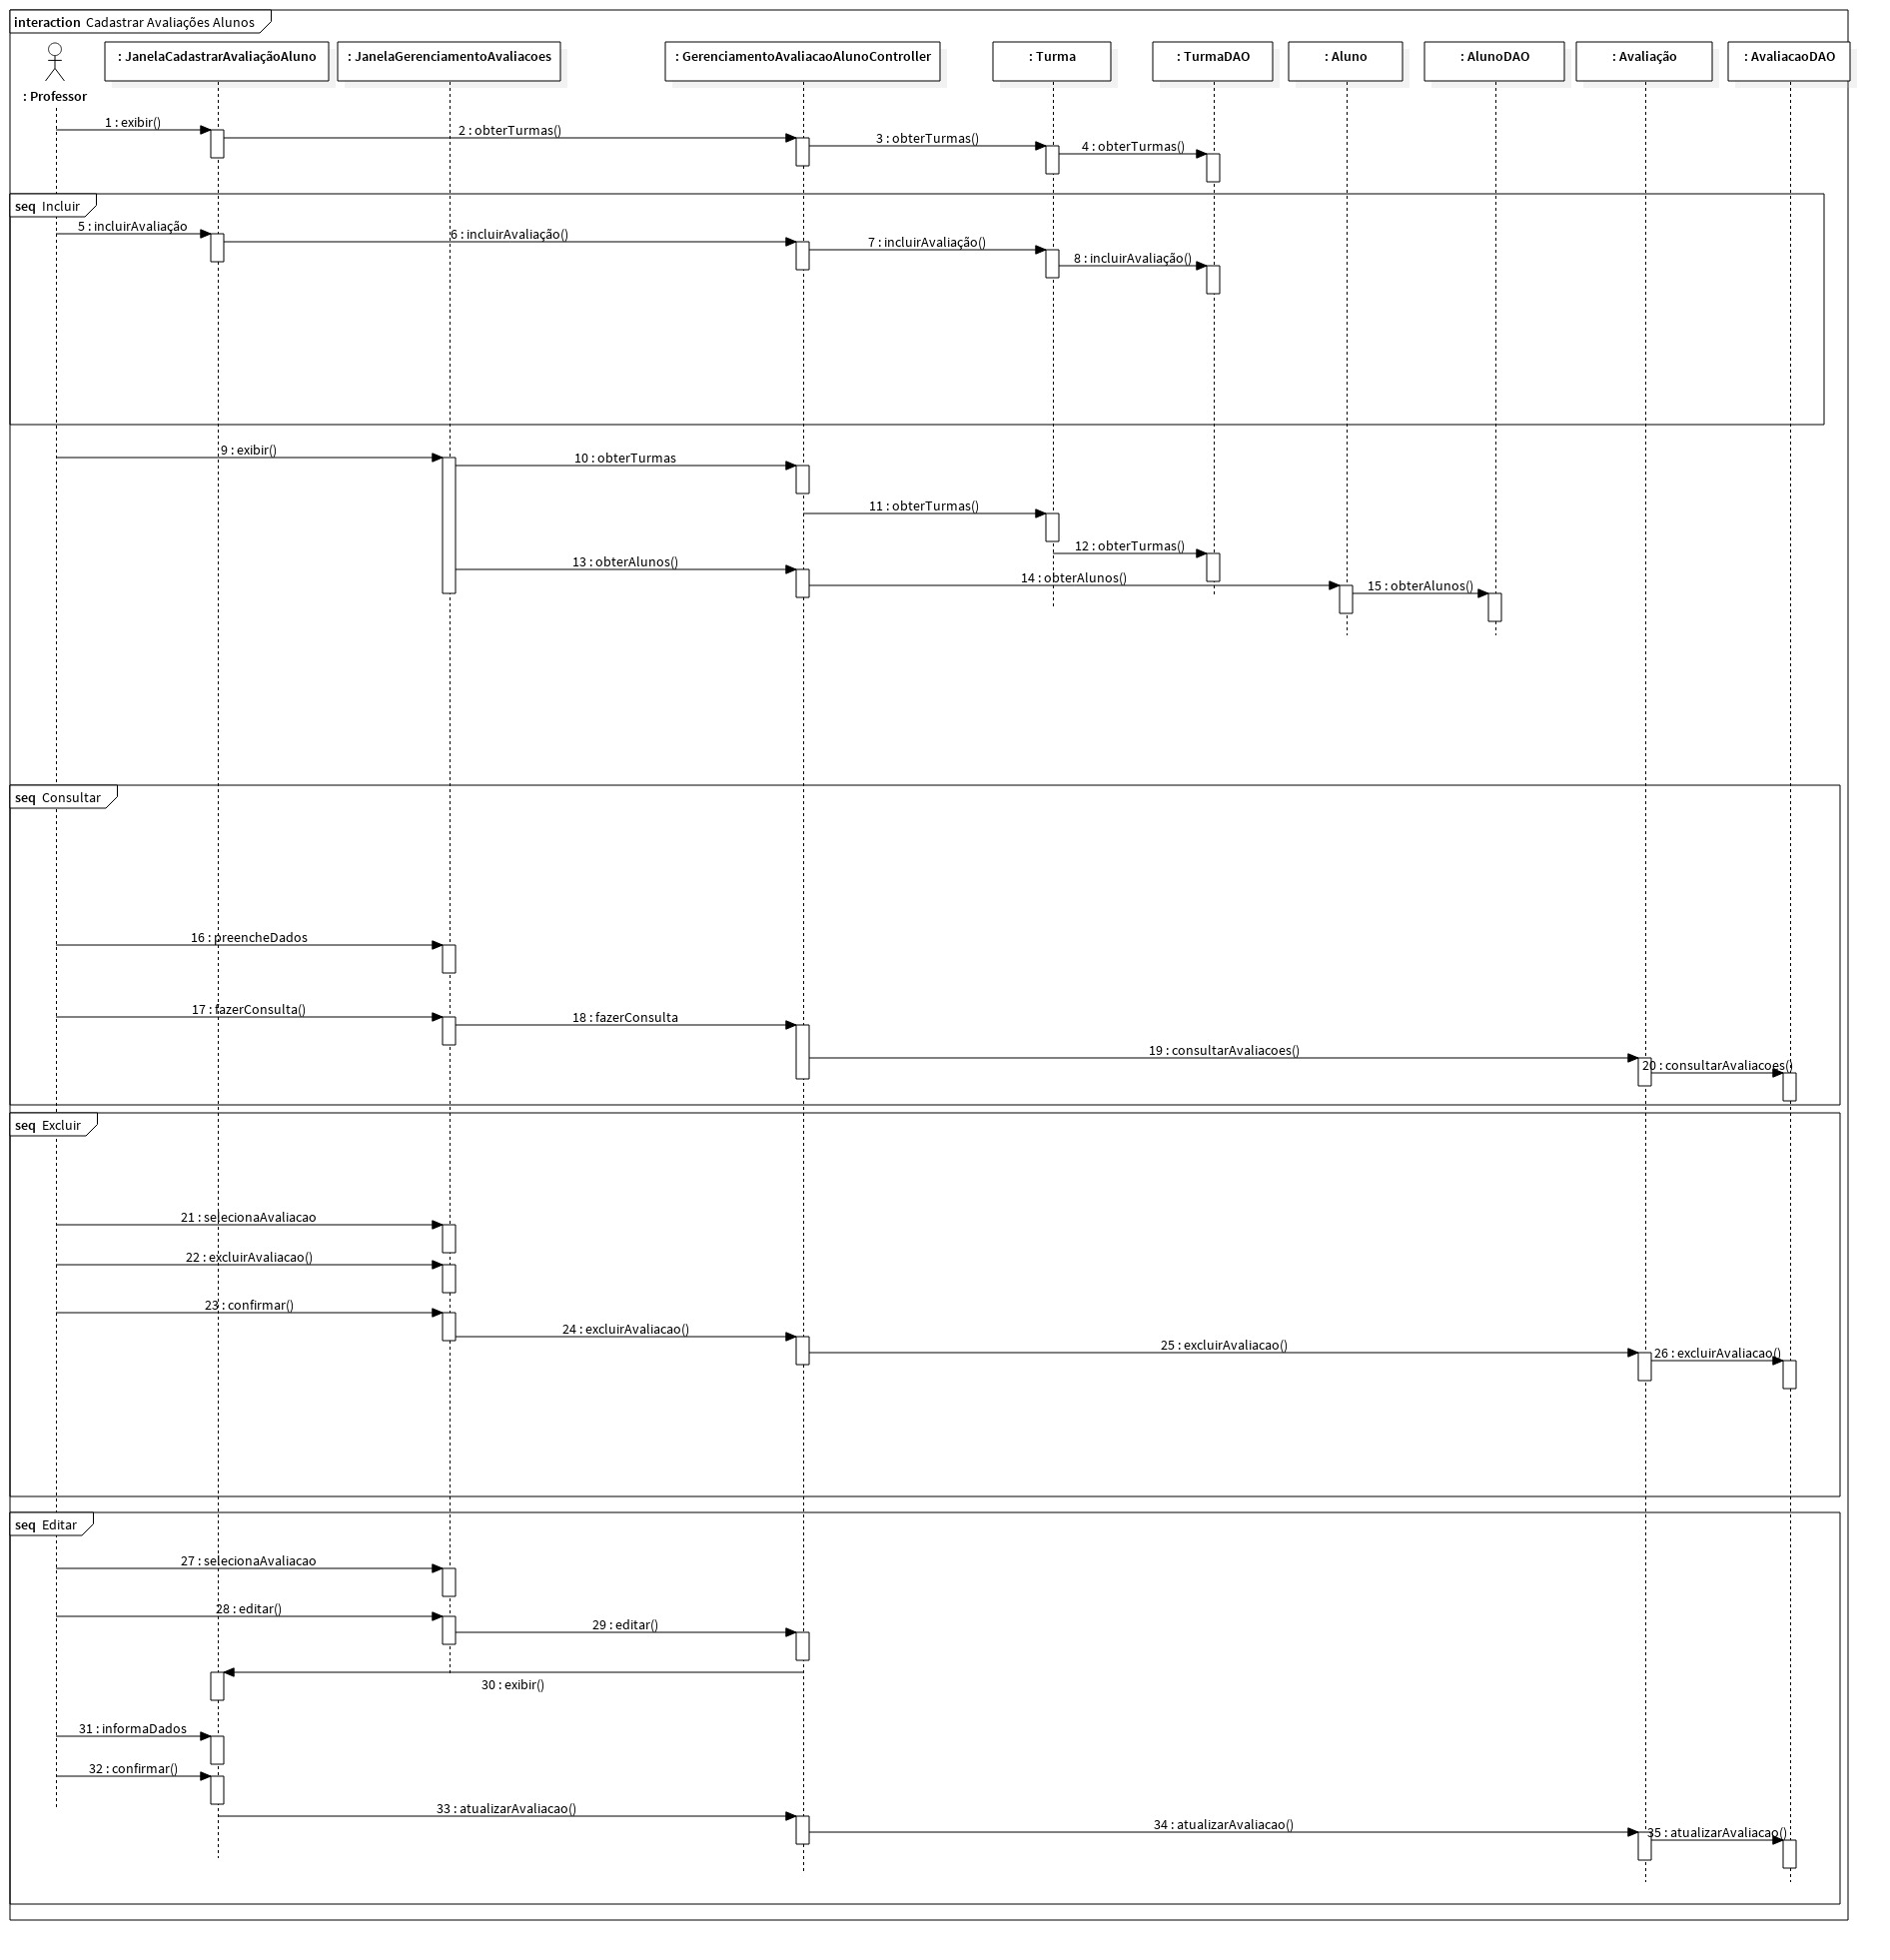 interaction Cadastrar Avaliações Alunos
: Professor
: JanelaCadastrarAvaliaçãoAluno
: JanelaGerenciamentoAvaliacoes
: GerenciamentoAvaliacaoAlunoController
: Turma
: TurmaDAO
: Aluno
: AlunoDAO
: Avaliação
: AvaliacaoDAO
1 : exibir()
2 : obterTurmas()
3 : obterTurmas()
4 : obterTurmas()
seq Incluir
5 : incluirAvaliação
6 : incluirAvaliação()
7 : incluirAvaliação()
8 : incluirAvaliação()
9 : exibir()
10 : obterTurmas
11 : obterTurmas()
12 : obterTurmas()
13 : obterAlunos()
14 : obterAlunos()
15 : obterAlunos()
seq Consultar
16 : preencheDados
17 : fazerConsulta()
18 : fazerConsulta
19 : consultarAvaliacoes()
20 : consultarAvaliacoes()
seq Excluir
21 : selecionaAvaliacao
22 : excluirAvaliacao()
23 : confirmar()
24 : excluirAvaliacao()
25 : excluirAvaliacao()
26 : excluirAvaliacao()
seq Editar
27 : selecionaAvaliacao
28 : editar()
29 : editar()
30 : exibir()
31 : informaDados
32 : confirmar()
33 : atualizarAvaliacao()
34 : atualizarAvaliacao()
35 : atualizarAvaliacao()